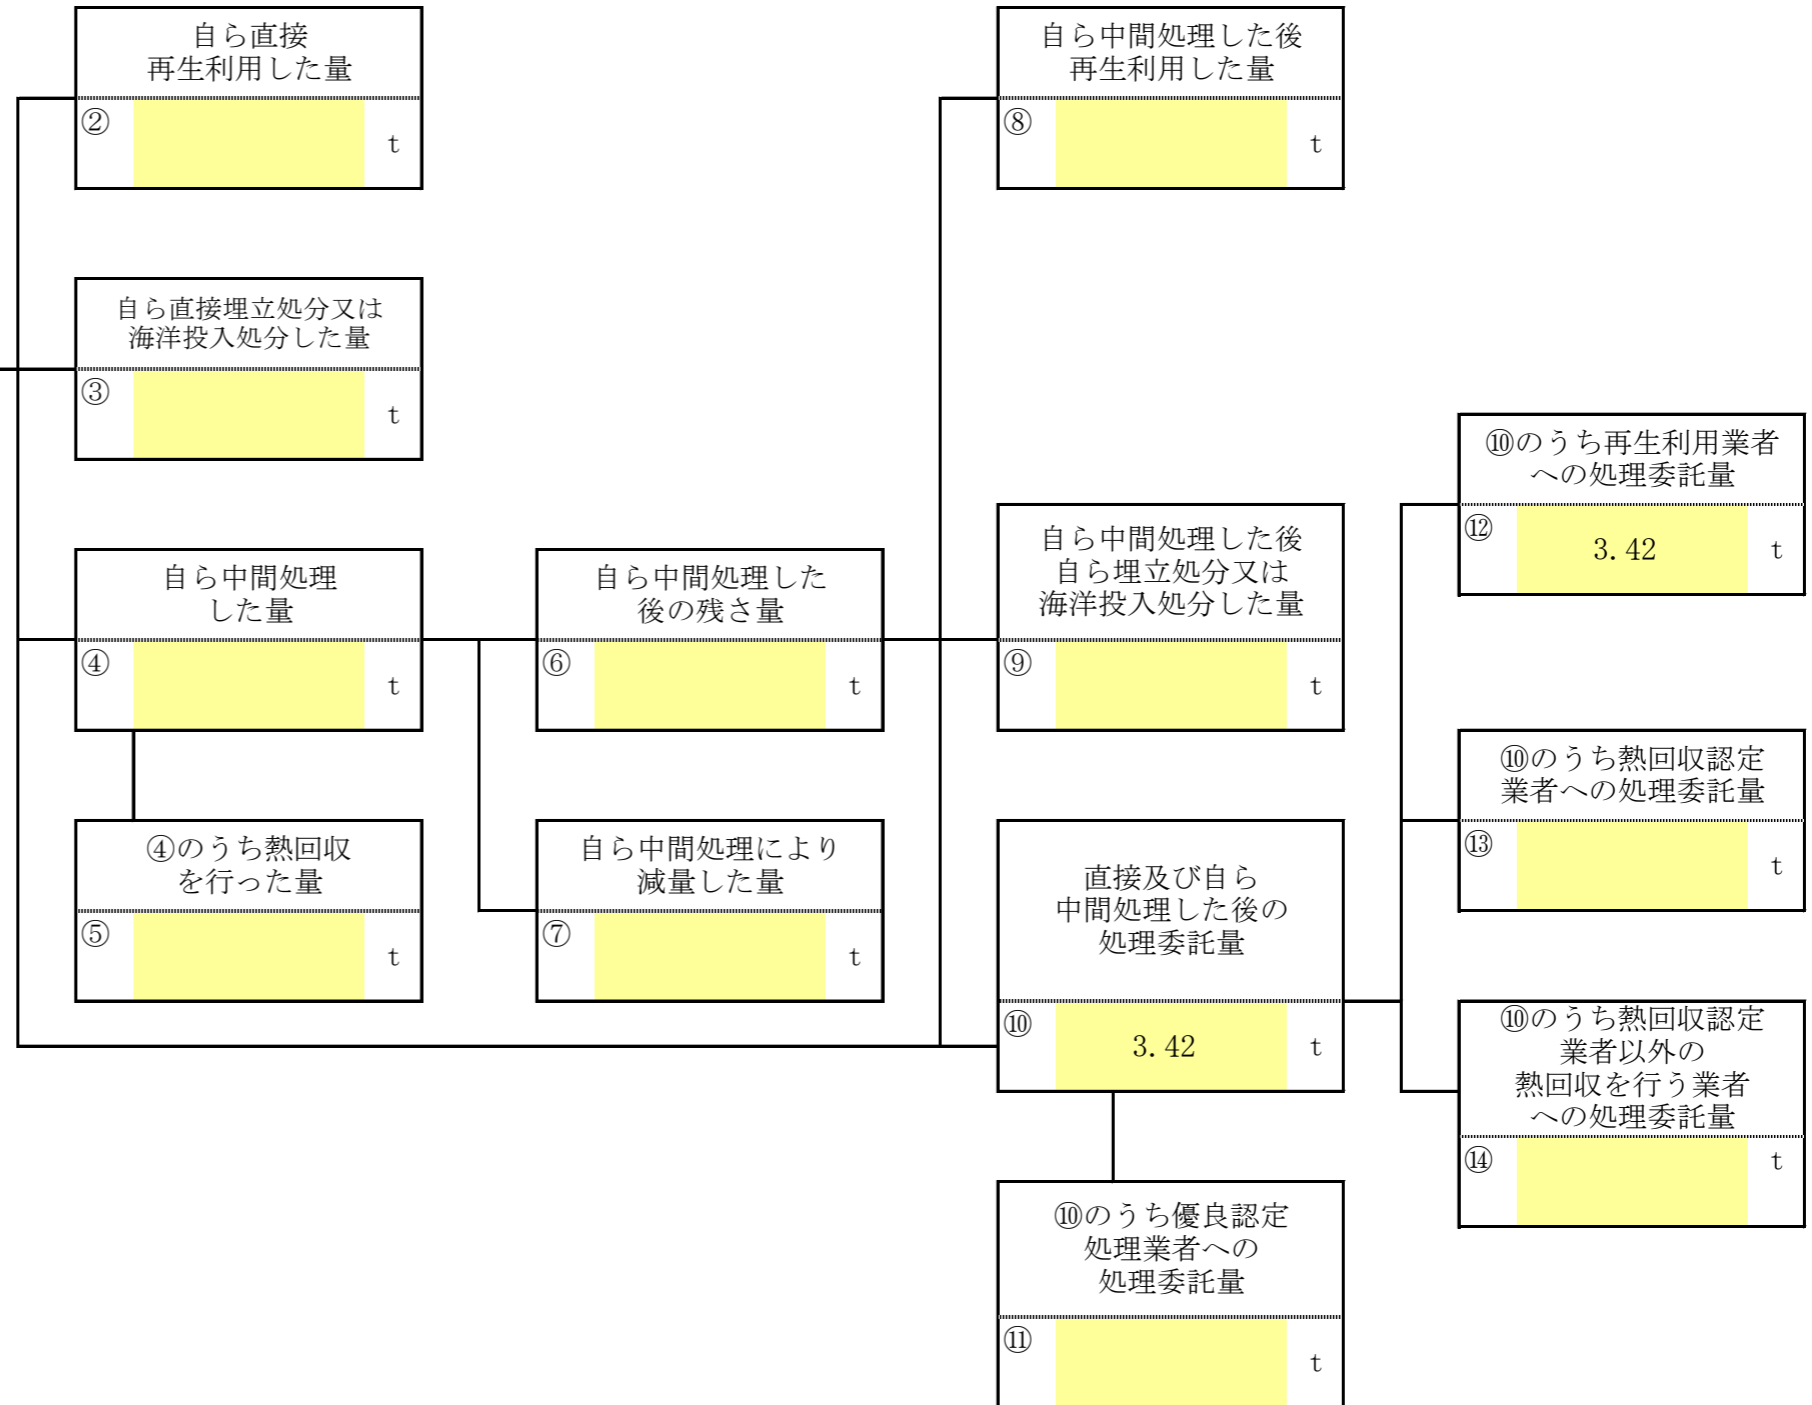 自ら直接
再生利用した量
②
t
自ら中間処理した後
再生利用した量
⑧
t
自ら直接埋立処分又は
海洋投入処分した量
③
t
⑩のうち再生利用業者
への処理委託量
⑫
3.42
t
自ら中間処理
した量
④
t
自ら中間処理した
後の残さ量
⑥
t
自ら中間処理した後
自ら埋立処分又は
海洋投入処分した量
⑨
t
⑩のうち熱回収認定
業者への処理委託量
⑬
t
④のうち熱回収
を行った量
⑤
t
自ら中間処理により
減量した量
⑦
t
直接及び自ら
中間処理した後の
処理委託量
⑩
3.42
t
⑩のうち熱回収認定
業者以外の
熱回収を行う業者
への処理委託量
⑭
t
⑩のうち優良認定
処理業者への
処理委託量
⑪
t